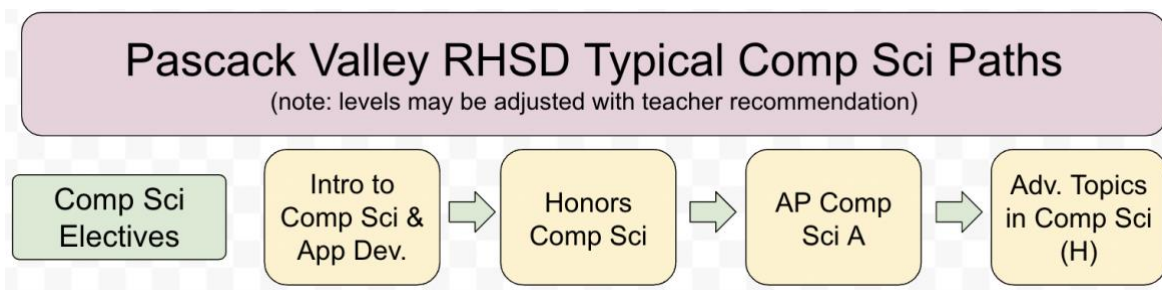 Pascack Valley RHSD Typical Comp Sci Paths
(note: levels may be adjusted with teacher recommendation)
Comp Sci
Electives
Intro to
Comp Sci &
App Dev.
Honors
Comp Sci
AP Comp
Sci A
Adv. Topics
in Comp Sci
(H)